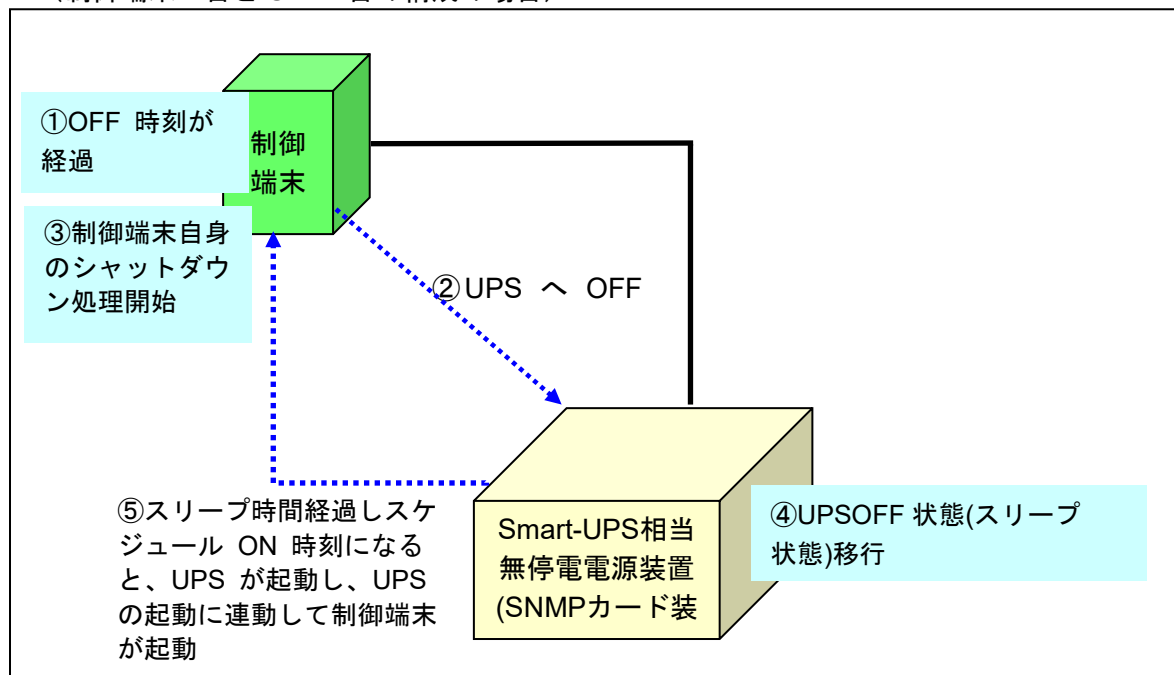 ①OFF 時刻が
経過
制御
端末
③制御端末自身
のシャットダウ
ン処理開始
②UPS へ OFF
④UPSOFF 状態(スリープ
状態)移行
Smart-UPS相当
無停電電源装置
(SNMPカード装
⑤スリープ時間経過しスケ
ジュール ON 時刻になる
と、UPS が起動し、UPS
の起動に連動して制御端末
が起動